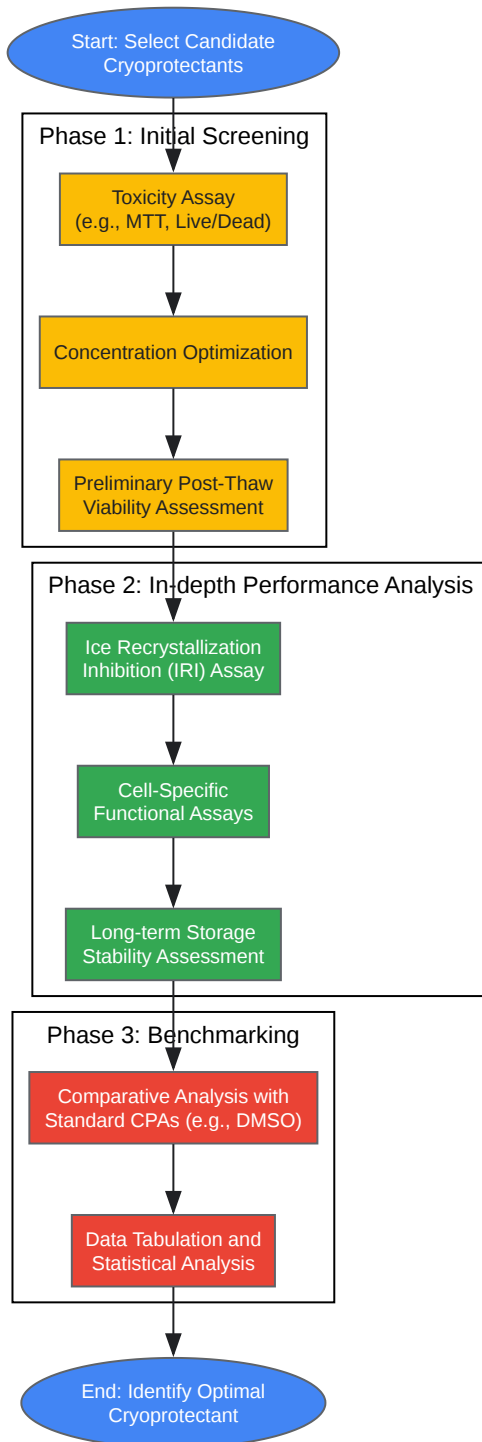 Start: Select Candidate
Cryoprotectants
Phase 1: Initial Screening
Toxicity Assay
(e.g., MTT, Live/Dead)
Concentration Optimization
Preliminary Post-Thaw
Viability Assessment
Phase 2: In-depth Performance Analysis
Ice Recrystallization
Inhibition (IRI) Assay
Cell-Specific
Functional Assays
Long-term Storage
Stability Assessment
Phase 3: Benchmarking
Comparative Analysis with
Standard CPAs (e.g., DMSO)
Data Tabulation and
Statistical Analysis
End: Identify Optimal
Cryoprotectant